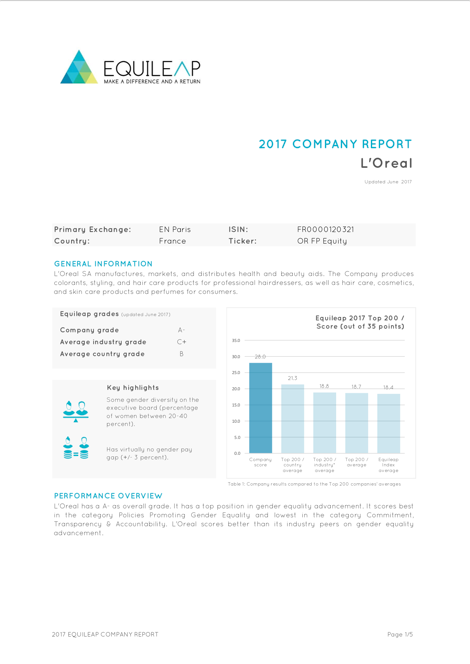 EQUILEAP
MAKE A DIFFERENCE AND A RETURN
2017 COMPANY REPORT
L'Oreal
Updated June 2017
Primary Exchange: EN Paris ISIN: FR0000120321
Country: France Ticker: OR FP Equity
GENERAL INFORMATION
L'Oreal SA manufactures, markets, and distributes health and beauty aids. The Company produces
colorants, styling, and hair care products for professional hairdressers, as well as hair care, cosmetics,
and skin care products and perfumes for consumers.
Equileap grades (updated June 2017)
Company grade A-
Average industry grade C+
Average country grade B
Key highlights
Some gender diversity on the
executive board (percentage
of women between 20-40
percent).
Has virtually no gender pay
gap (+/- 3 percent).
Equileap 2017 Top 200 /
Score (out of 35 points)
35.0
30.0
25.0
20.0
15.0
10.0
5.0
0.0
28.0
21.3
18.8
18.7
18.4
Company
score
Top 200 /
country
average
Top 200 /
industry*
average
Top 200 /
average
Equileap
Index
average
Table 1. Company results compared to the Top 200 companies' averages.
PERFORMANCE OVERVIEW
L'Oreal has a A- as overall grade. It has a top position in gender equality advancement. It scores best
in the category Policies Promoting Gender Equality and lowest in the category Commitment,
Transparency & Accountability. L'Oreal scores better than its industry peers on gender equality
advancement.
2017 EQUILEAP COMPANY REPORT
Page 1/5